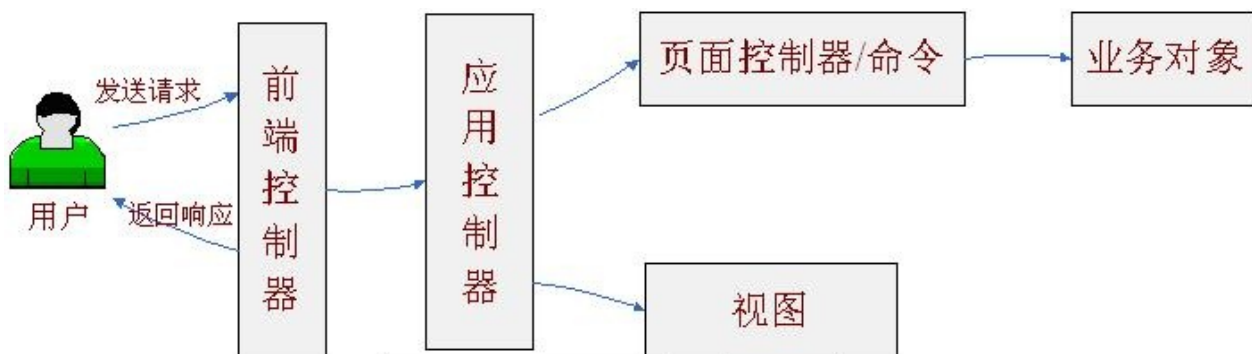 发送请求
用户
返回响应
前端控制器
应用控制器
页面控制器/命令
业务对象
视图